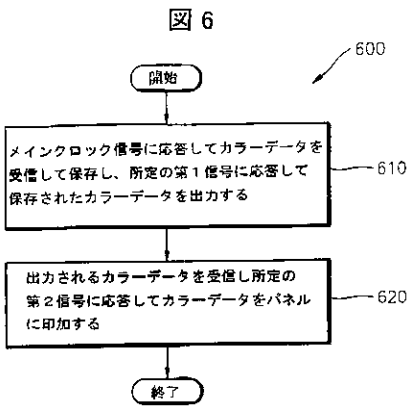 図 6
600
開始
メインクロック信号に応答してカラーデータを
受信して保存し、所定の第1信号に応答して
保存されたカラーデータを出力する
610
出力されるカラーデータを受信し所定の
第2信号に応答してカラーデータをパネル
に印加する
620
終了